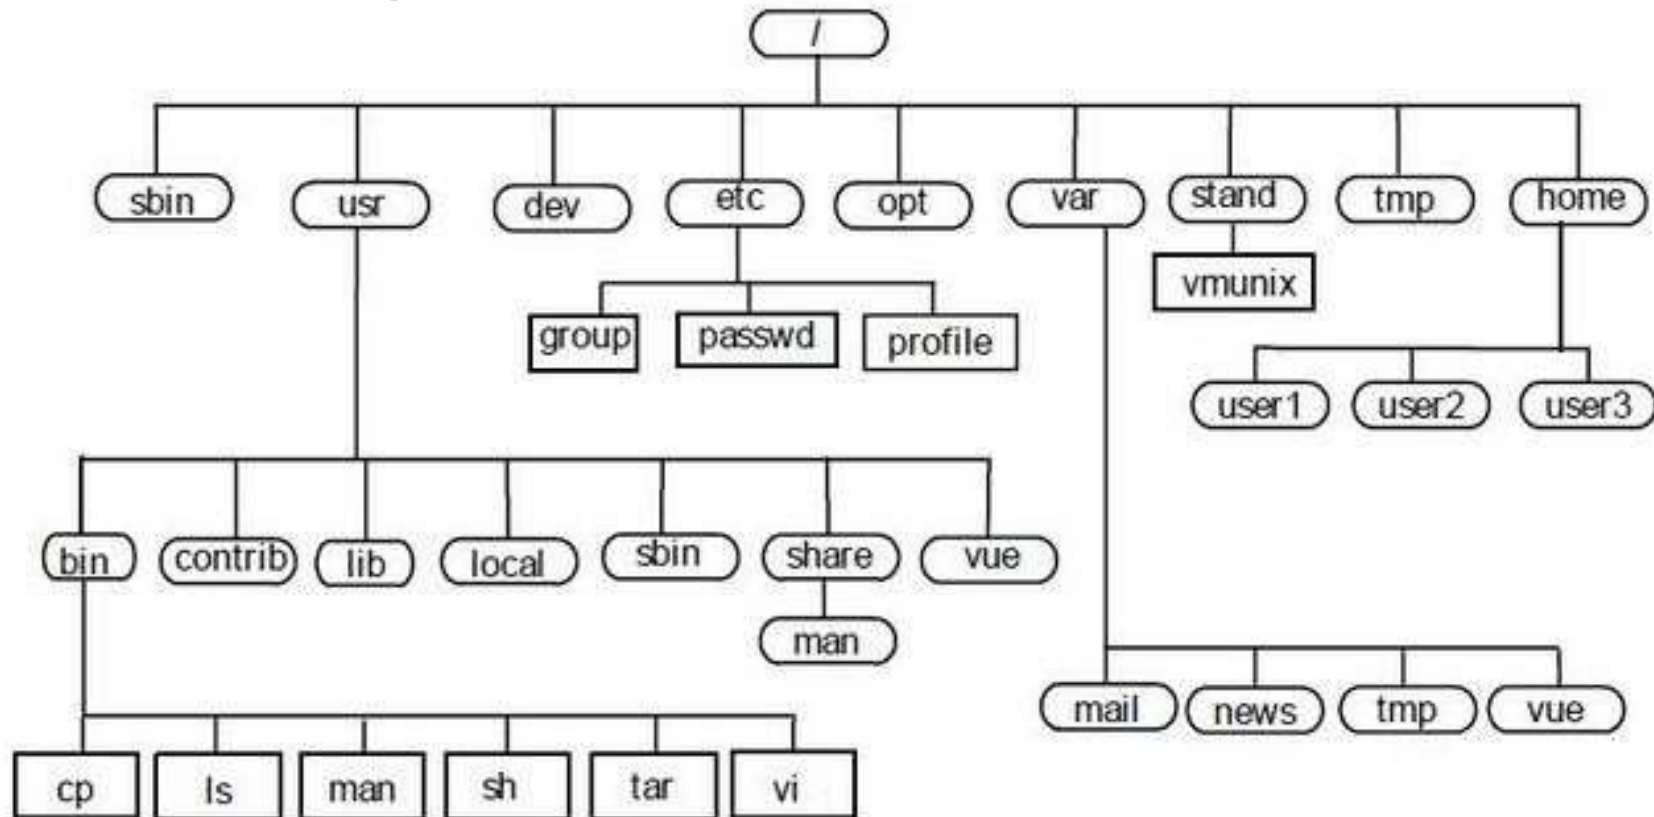 /
sbin usr dev etc opt var stand tmp home
vmunix
group passwd profile
user1 user2 user3
bin contrib lib local sbin share vue
man
mail news tmp vue
cp ls man sh tar vi